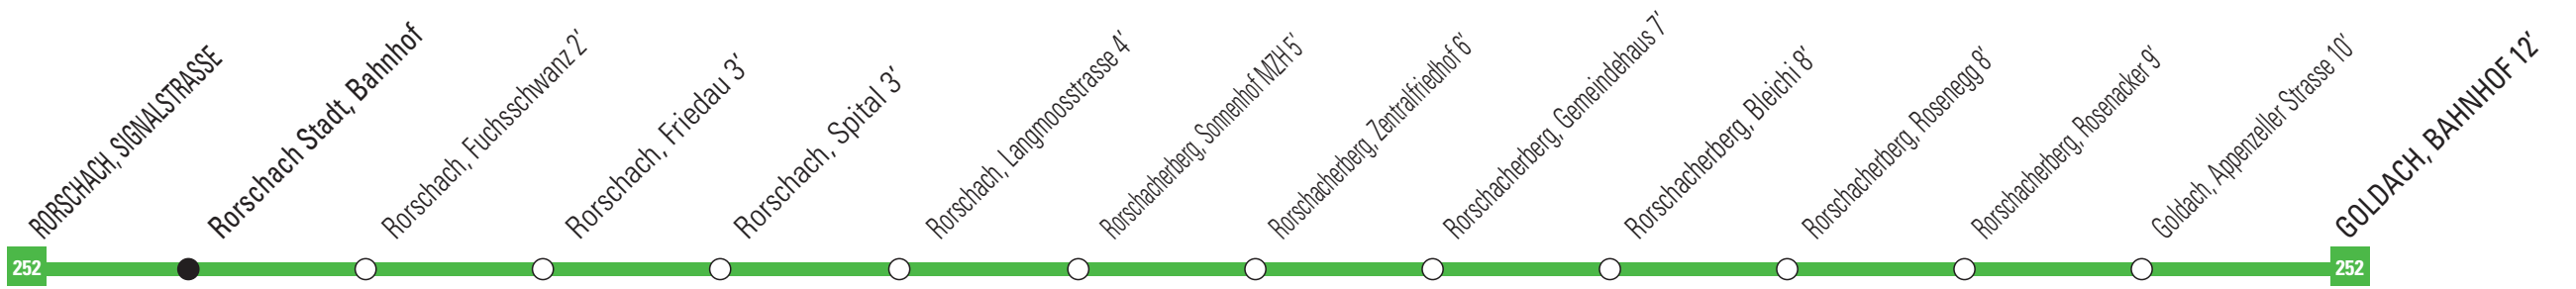 RORSCHACH, SIGNALSTRASSE
Rorschach Stadt, Bahnhof
Rorschach, Fuchsschwanz 2’
Rorschach, Friedau 3’
Rorschach, Spital 3’
Rorschach, Langmoosstrasse 4’
Rorschacherberg, Sonnenhof MZH 5’
Rorschacherberg, Zentralfriedhof 6’
Rorschacherberg, Gemeindehaus 7’
Rorschacherberg, Bleichi 8’
Rorschacherberg, Rosenegg 8’
Rorschacherberg, Rosenacker 9’
Goldach, Appenzeller Strasse 10’
GOLDACH, BAHNHOF 12’
252
252